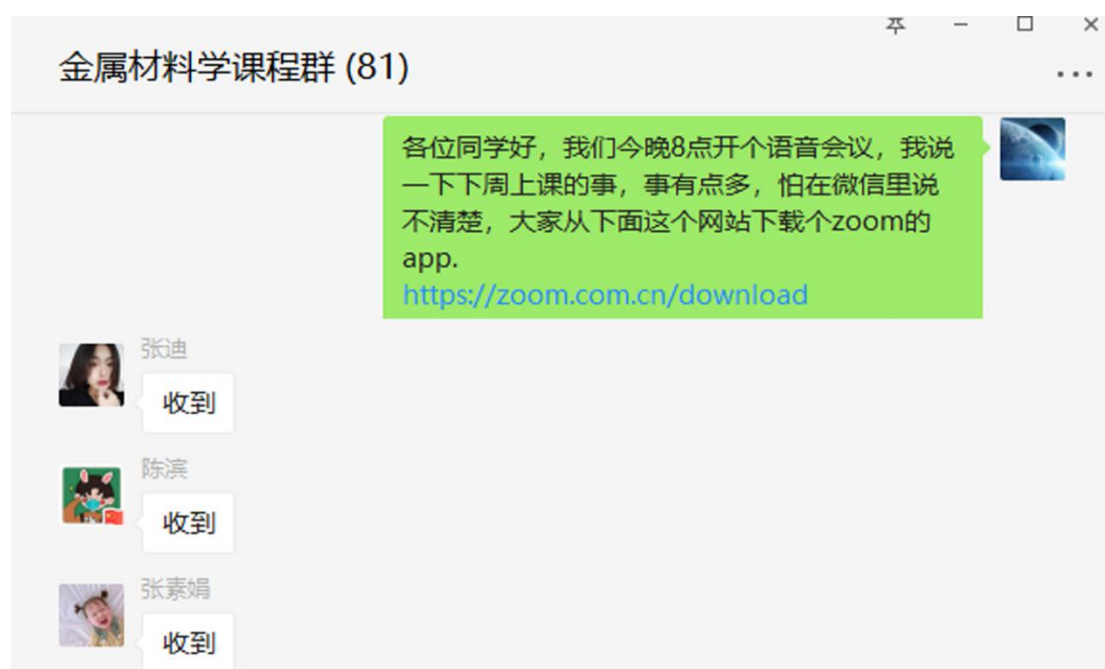 金属材料学课程群 (81)
各位同学好，我们今晚8点开个语音会议，我说
一下下周上课的事，事有点多，怕在微信里说
不清楚，大家从下面这个网站下载个zoom的
app.
https://zoom.com.cn/download
张迪
收到
陈滨
收到
张素娟
收到